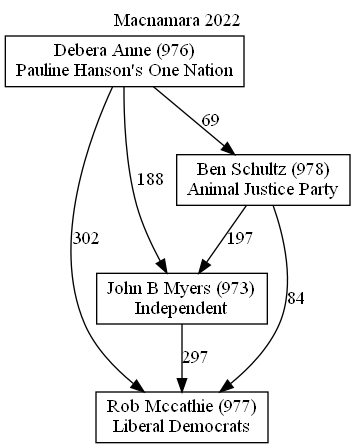 Macnamara 2022
Debera Anne (976)
Pauline Hanson's One Nation
69
Ben Schultz (978)
Animal Justice Party
188
302
197
John B Myers (973)
Independent
84
297
Rob Mccathie (977)
Liberal Democrats